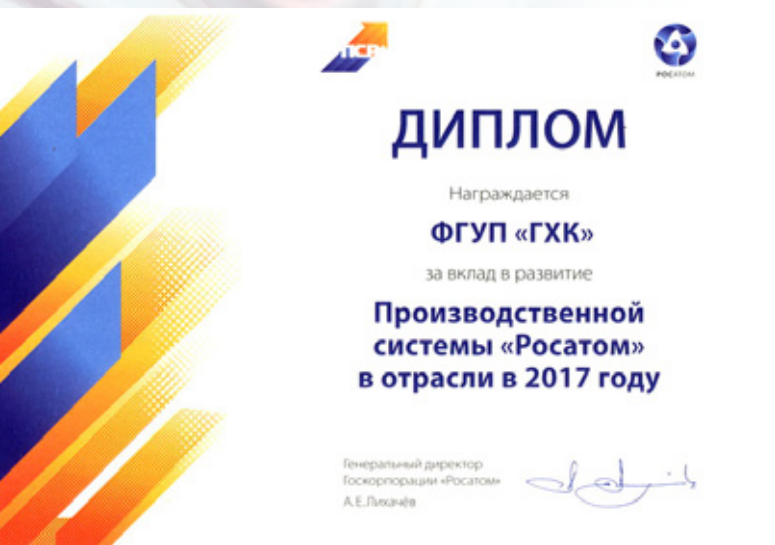 ПСР
РОСАТОМ
ДИПЛОМ
Награждается
ФГУП «ГХК»
за вклад в развитие
Производственной
системы «Росатом»
в отрасли в 2017 году
Генеральный директор
Госкорпорации «Росатом»
А.Е.Лихачёв